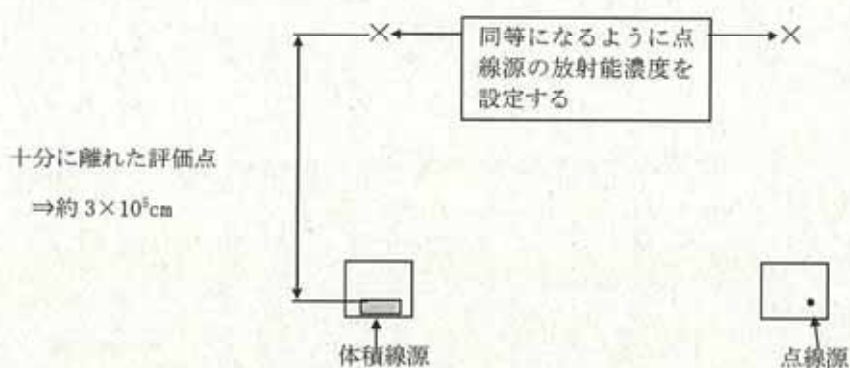 同等になるように点
線源の放射能濃度を
設定する
十分に離れた評価点
⇒約 3×10⁵cm
体積線源
点線源